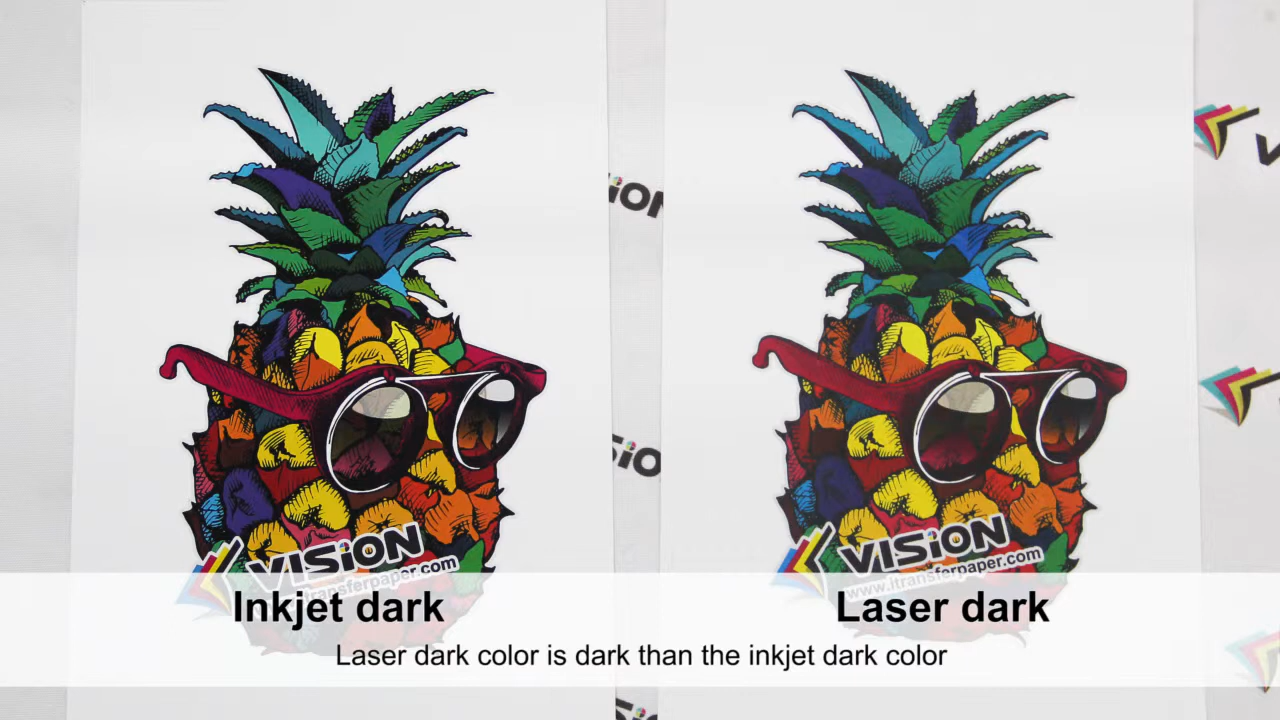 VISiON
www.itransferpaper.com
VISiON
www.itransferpaper.com
Inkjet dark
Laser dark
Laser dark color is dark than the inkjet dark color